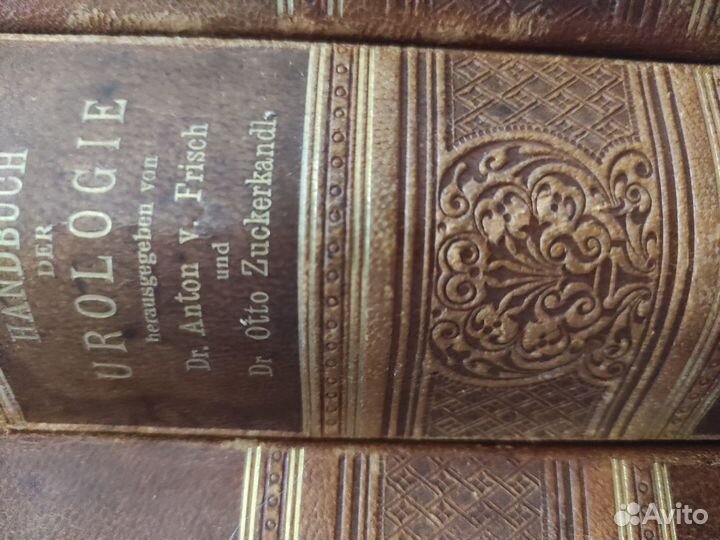 HANDBUCH
DER
UROLOGIE
herausgegeben von
Dr. Anton v. Frisch
und
Dr Otto Zuckerkandl.
Avito